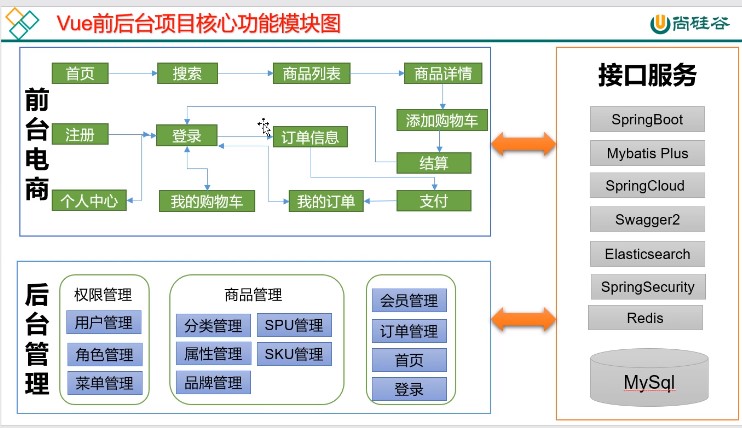 Vue前后台项目核心功能模块图
尚硅谷
前台电商
首页
搜索
商品列表
商品详情
添加购物车
注册
登录
订单信息
结算
个人中心
我的购物车
我的订单
支付
后台管理
权限管理
用户管理
角色管理
菜单管理
商品管理
分类管理
SPU管理
属性管理
SKU管理
品牌管理
会员管理
订单管理
首页
登录
接口服务
SpringBoot
Mybatis Plus
SpringCloud
Swagger2
Elasticsearch
SpringSecurity
Redis
MySql